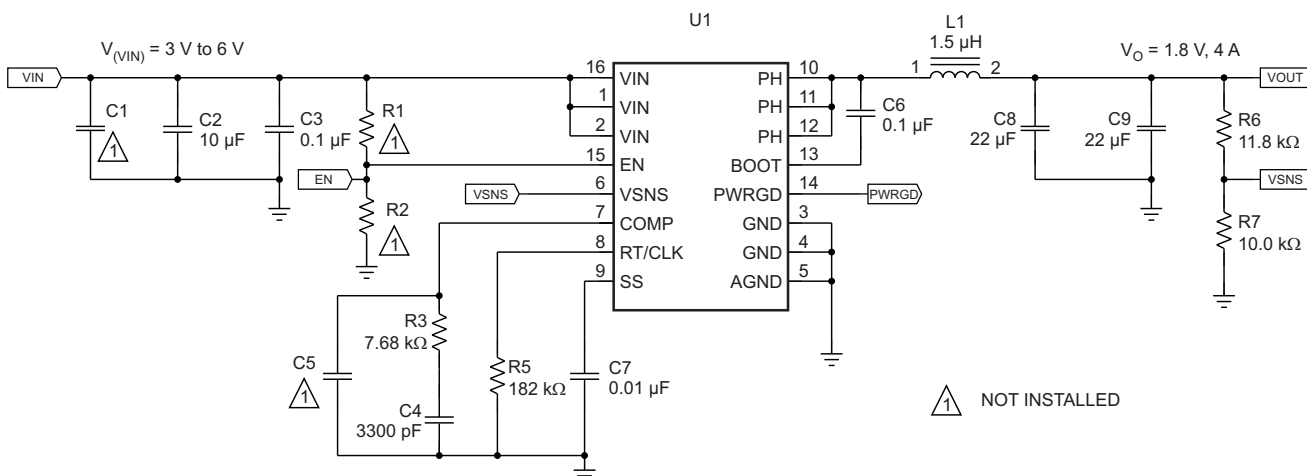 U1
L1
1.5 µH
V(VIN) = 3 V to 6 V
VO = 1.8 V, 4 A
VIN
VOUT
16 VIN
1 VIN
2 VIN
15 EN
6 VSNS
7 COMP
8 RT/CLK
9 SS
PH 10
PH 11
PH 12
BOOT 13
PWRGD 14
GND 3
GND 4
AGND 5
1 2
C1
1
C2
10 µF
C3
0.1 µF
R1
1
EN
R2
1
VSNS
C6
0.1 µF
PWRGD
C8
22 µF
C9
22 µF
R6
11.8 kΩ
VSNS
R7
10.0 kΩ
C5
1
R3
7.68 kΩ
C4
3300 pF
R5
182 kΩ
C7
0.01 µF
1 NOT INSTALLED